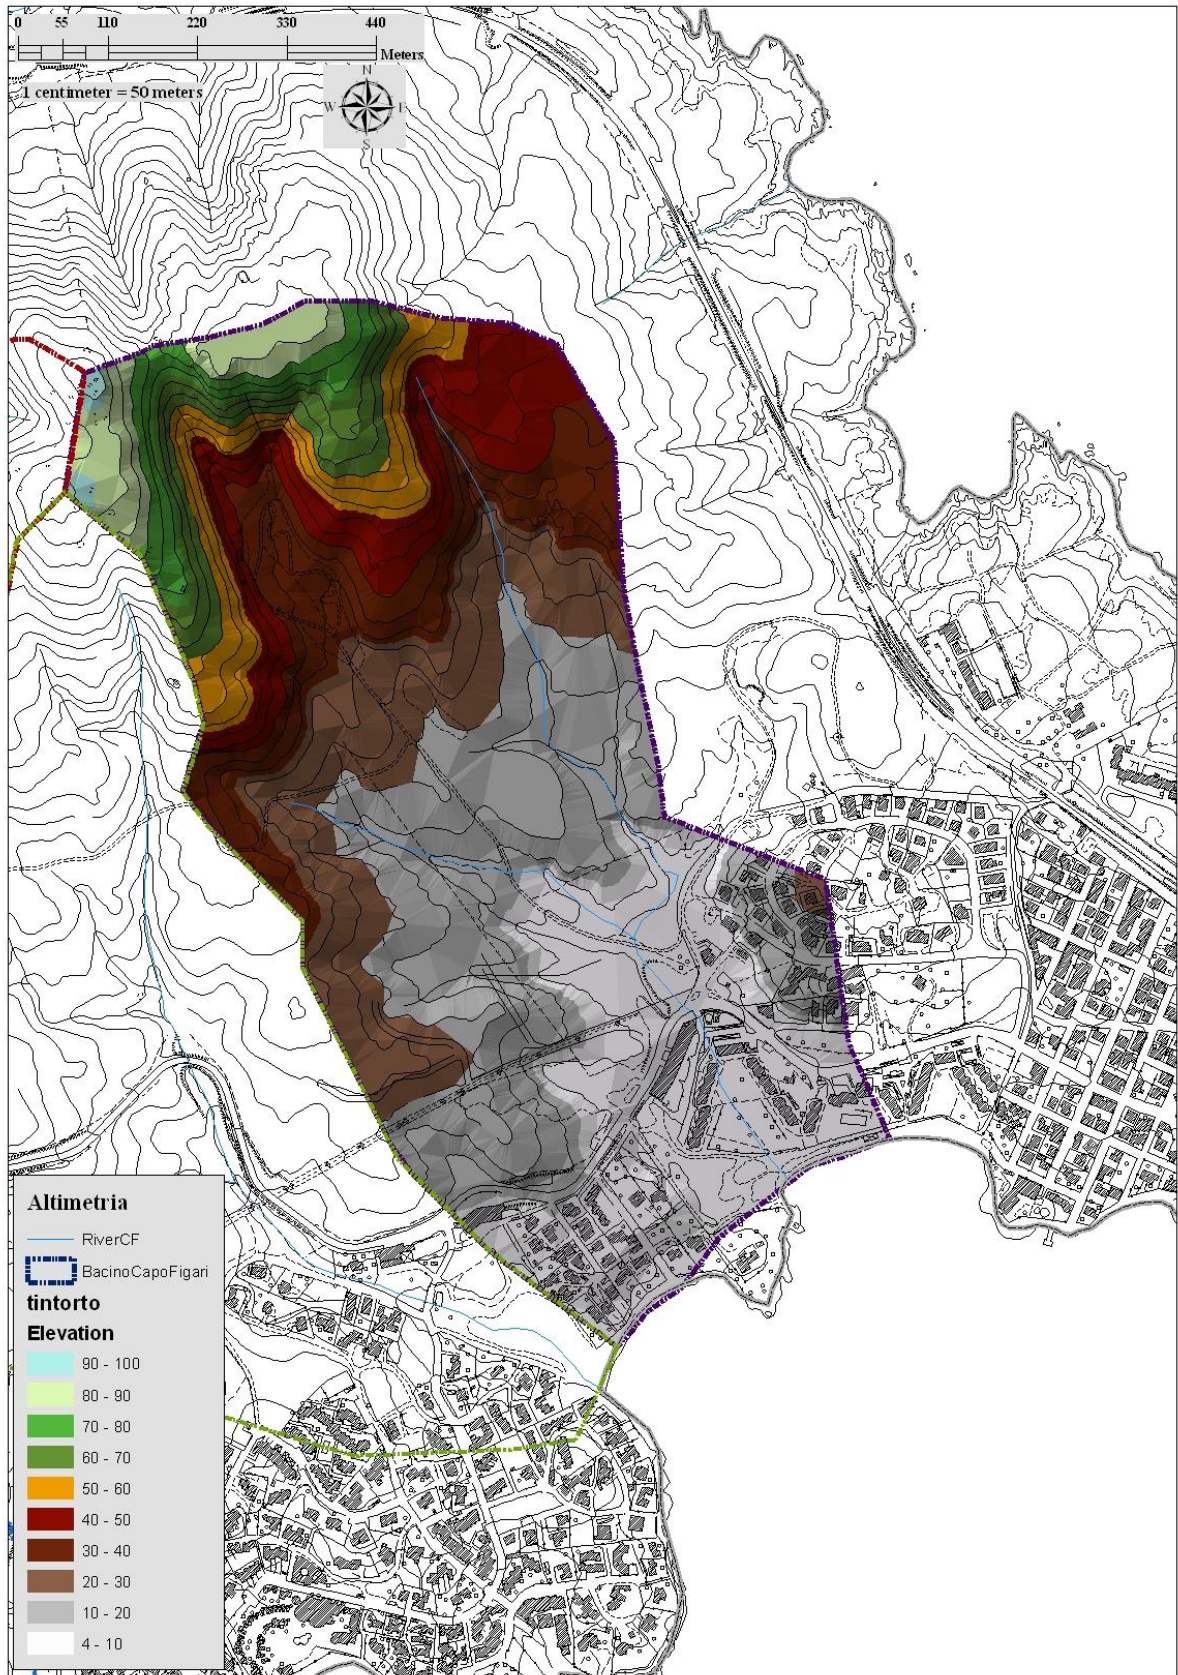 0 55 110 220 330 440
Meters
1 centimeter = 50 meters
N
W E
S
Altimetria
RiverCF
BacinoCapoFigari
tintorto
Elevation
90 - 100
80 - 90
70 - 80
60 - 70
50 - 60
40 - 50
30 - 40
20 - 30
10 - 20
4 - 10